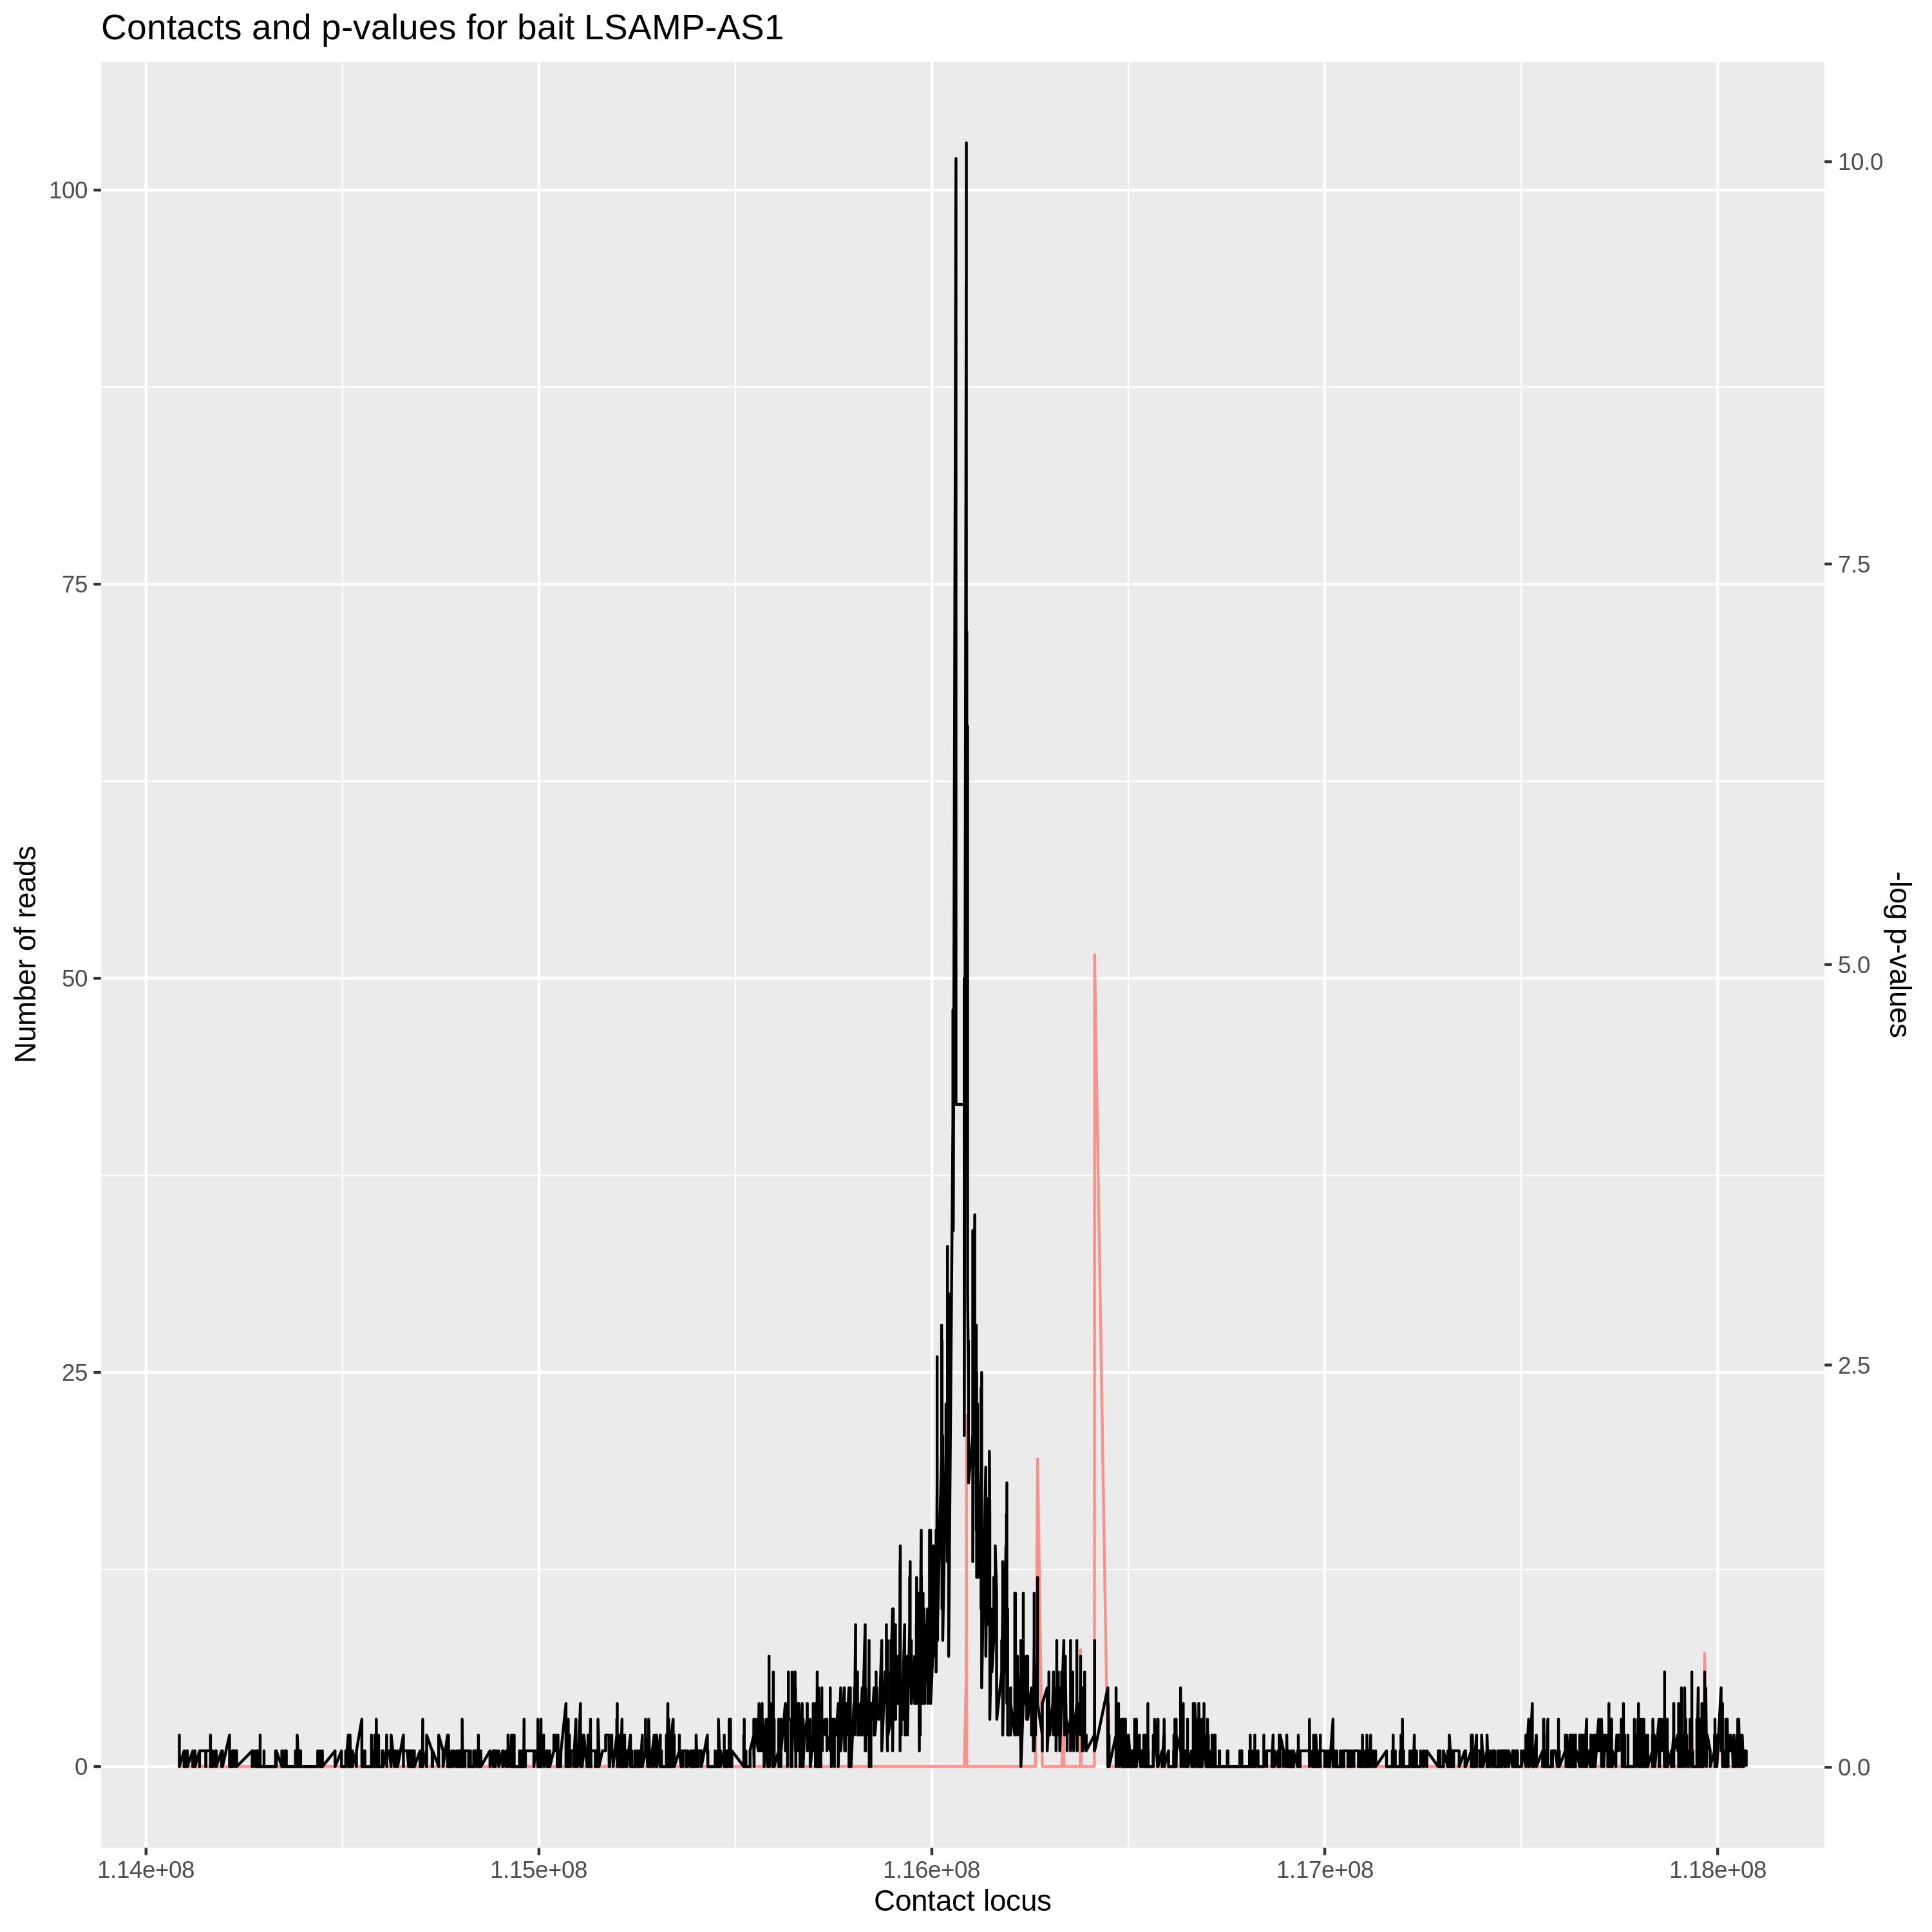 Contacts and p-values for bait LSAMP-AS1
100
75
50
25
0
10.0
7.5
5.0
2.5
0.0
Number of reads
-log p-values
1.14e+08 1.15e+08 1.16e+08 1.17e+08 1.18e+08
Contact locus